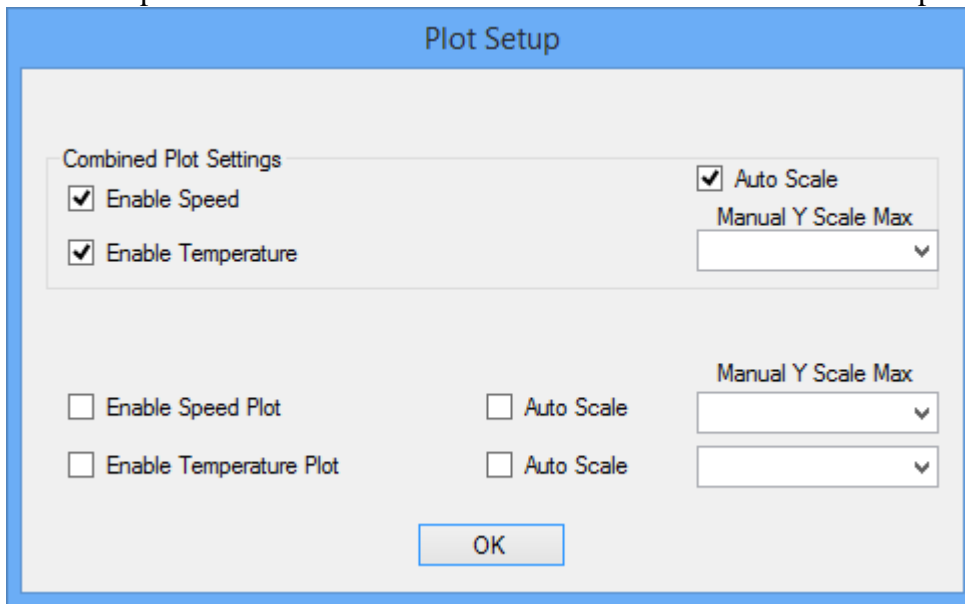 Plot Setup
Combined Plot Settings
Enable Speed
Auto Scale
Manual Y Scale Max
Enable Temperature
Manual Y Scale Max
Enable Speed Plot Auto Scale
Enable Temperature Plot Auto Scale
OK